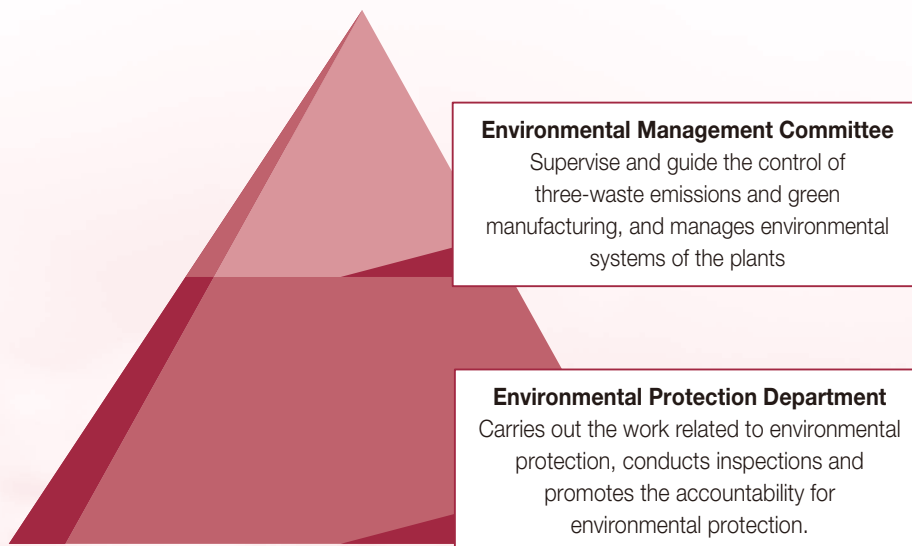 Environmental Management Committee
Supervise and guide the control of
three-waste emissions and green
manufacturing, and manages environmental
systems of the plants
Environmental Protection Department
Carries out the work related to environmental
protection, conducts inspections and
promotes the accountability for
environmental protection.